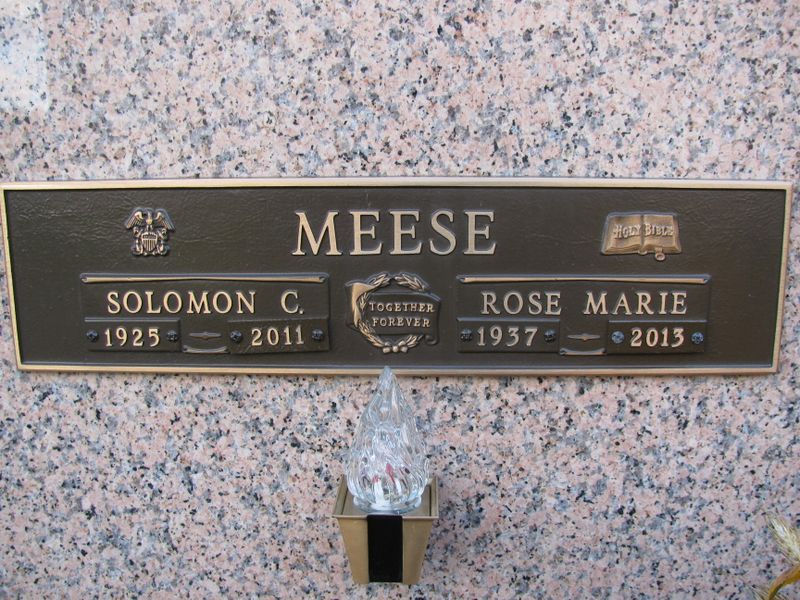 MEESE
HOLY BIBLE
SOLOMON C.
1925 2011
TOGETHER
FOREVER
ROSE MARIE
1937 2013